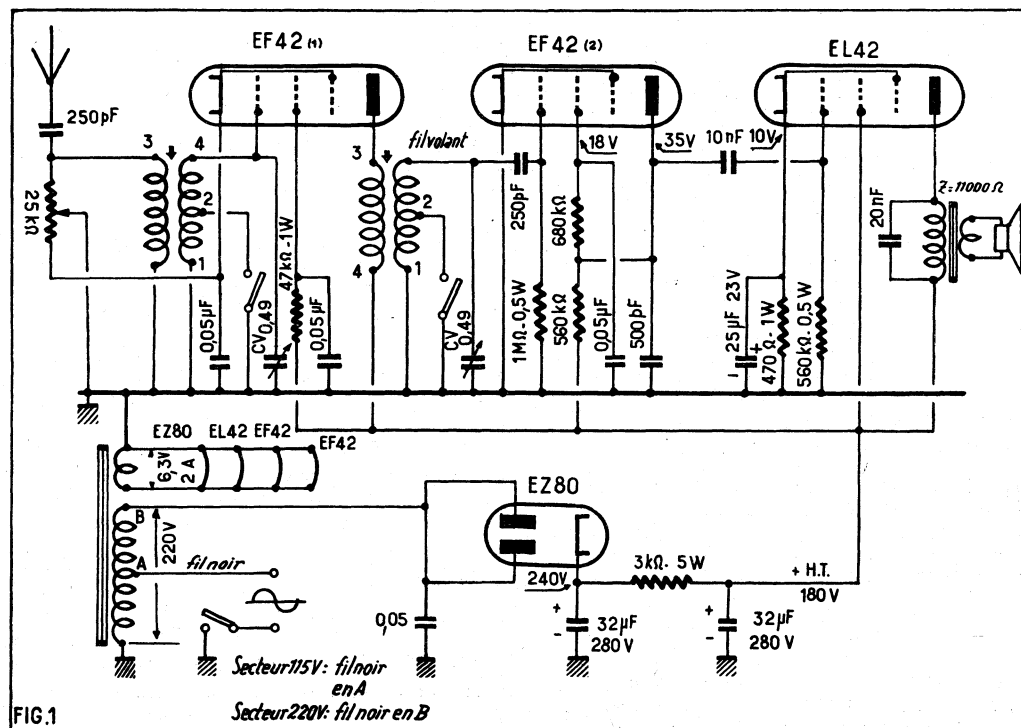 EF42 (1)
EF42 (2)
EL42
250pF
3
4
2
1
25kΩ
0,05µF
CV 0,49
47kΩ-1W
0,05µF
3
fil volant
2
4
1
CV 0,49
250pF
1MΩ-0,5W
18V
680kΩ
560kΩ
0,05µF
35V
500pF
10nF
10V
25µF 23V
+
-
470Ω-1W
560kΩ-0,5W
20nF
Z=11000Ω
EZ80
EL42
EF42
EF42
6,3V
2A
B
220V
A
fil noir
0,05
EZ80
240V
3kΩ- 5W
+ H.T.
180V
+
-
32µF
280V
+
-
32µF
280V
Secteur 115V: fil noir
en A
Secteur 220V: fil noir en B
FIG.1